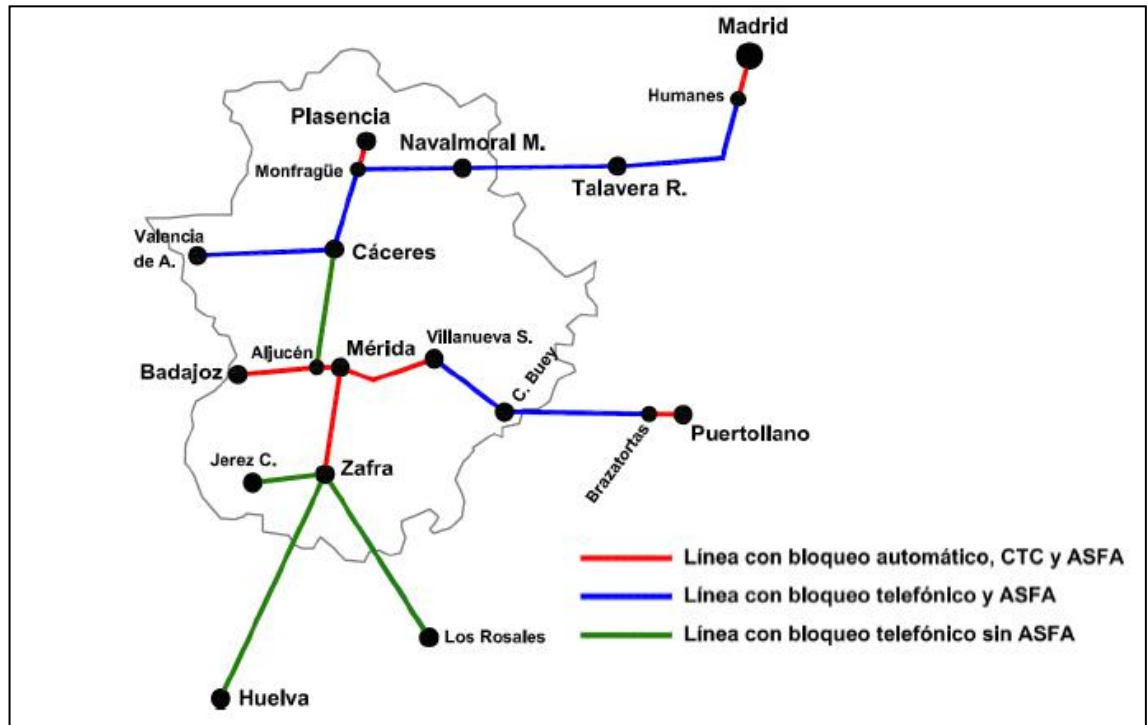 Madrid
Humanes
Plasencia
Navalmoral M.
Monfragüe
Talavera R.
Valencia
de A.
Cáceres
Villanueva S.
Aljucén
Mérida
Badajoz
C. Buey
Puertollano
Brazatortas
Jerez C.
Zafra
Línea con bloqueo automático, CTC y ASFA
Línea con bloqueo telefónico y ASFA
Línea con bloqueo telefónico sin ASFA
Los Rosales
Huelva